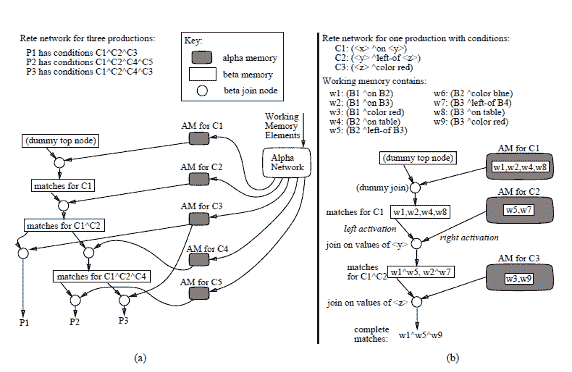 Rete network for three productions:
P1 has conditions C1^C2^C3
P2 has conditions C1^C2^C4^C5
P3 has conditions C1^C2^C4^C3
Key:
alpha memory
beta memory
beta join node
Working
Memory
Elements
Alpha
Network
AM for C1
(dummy top node)
AM for C2
matches for C1
AM for C3
matches for C1^C2
AM for C4
matches for C1^C2^C4
AM for C5
P1
P2
P3
(a)
Rete network for one production with conditions:
C1: (<x> ^on <y>)
C2: (<y> ^left-of <z>)
C3: (<z> ^color red)
Working memory contains:
w1: (B1 ^on B2)
w2: (B1 ^on B3)
w3: (B1 ^color red)
w4: (B2 ^on table)
w5: (B2 ^left-of B3)
w6: (B2 ^color blue)
w7: (B3 ^left-of B4)
w8: (B3 ^on table)
w9: (B3 ^color red)
AM for C1
(dummy top node)
w1,w2,w4,w8
(dummy join)
AM for C2
matches for C1
w1,w2,w4,w8
w5,w7
left activation
right activation
join on values of <y>
AM for C3
matches
for C1^C2
w1^w5, w2^w7
w3,w9
join on values of <z>
complete
matches:
w1^w5^w9
(b)